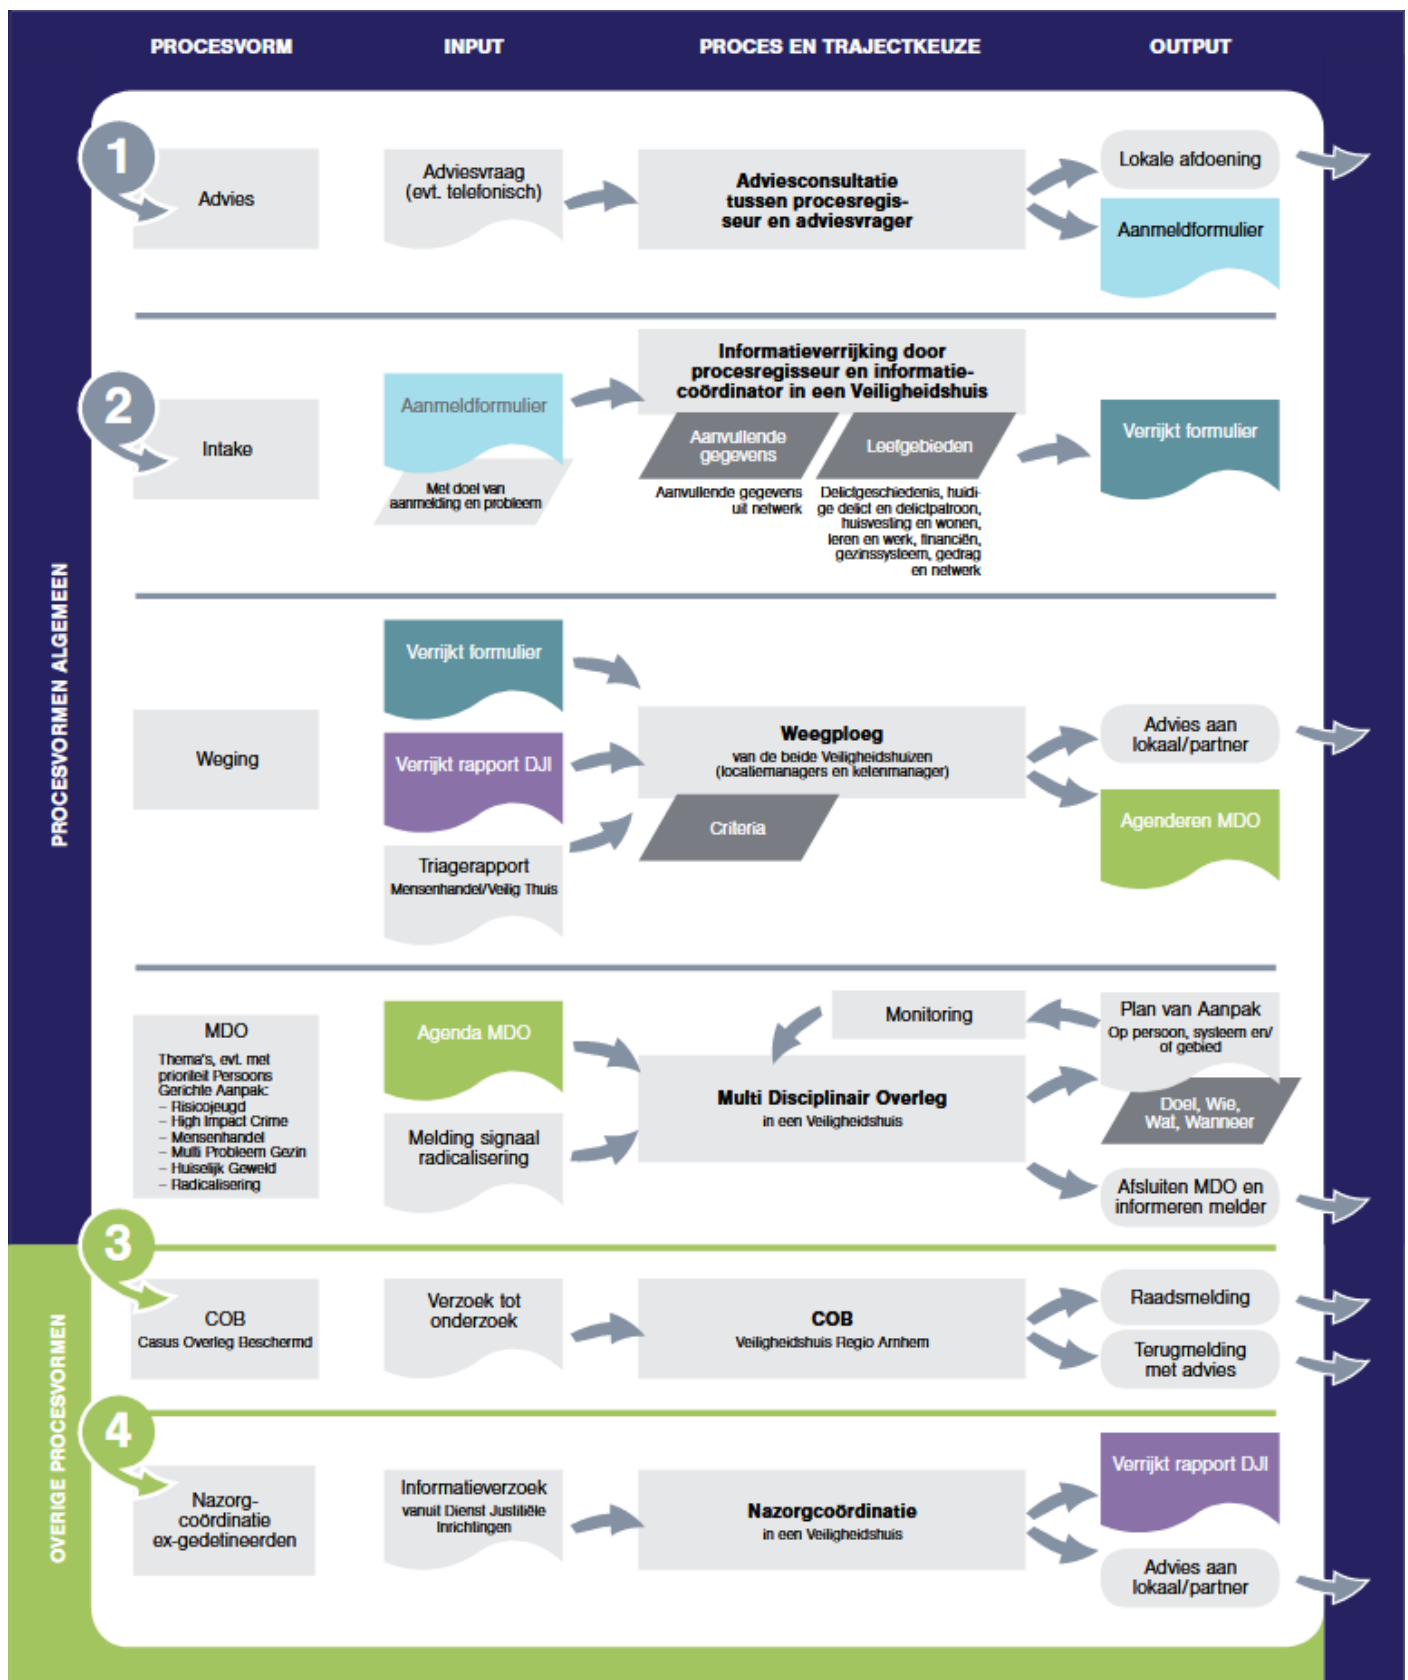 PROCESVORM
INPUT
PROCES EN TRAJECTKEUZE
OUTPUT
PROCESVORMEN ALGEMEEN
1
Advies
Adviesvraag
(evt. telefonisch)
Adviesconsultatie
tussen procesregis-
seur en adviesvrager
Lokale afdoening
Aanmeldformulier
2
Intake
Aanmeldformulier
Met doel van
aanmelding en probleem
Informatieverrijking door
procesregisseur en informatie-
coördinator in een Veiligheidshuis
Aanvullende
gegevens
Leefgebieden
Aanvullende gegevens
uit netwerk
Delictgeschiedenis, huidi-
ge delict en delictpatroon,
huisvesting en wonen,
leren en werk, financiën,
gezinssysteem, gedrag
en netwerk
Verrijkt formulier
Weging
Verrijkt formulier
Verrijkt rapport DJI
Triagerapport
Mensenhandel/Veilig Thuis
Weegploeg
van de beide Veiligheidshuizen
(locatiemanagers en ketenmanager)
Criteria
Advies aan
lokaal/partner
Agenderen MDO
MDO
Thema's, evt. met
prioriteit Persoons
Gerichte Aanpak:
– Risicojeugd
– High Impact Crime
– Mensenhandel
– Multi Probleem Gezin
– Huiselijk Geweld
– Radicalisering
Agenda MDO
Melding signaal
radicalisering
Monitoring
Multi Disciplinair Overleg
in een Veiligheidshuis
Plan van Aanpak
Op persoon, systeem en/
of gebied
Doel, Wie,
Wat, Wanneer
Afsluiten MDO en
informeren melder
OVERIGE PROCESVORMEN
3
COB
Casus Overleg Beschermd
Verzoek tot
onderzoek
COB
Veiligheidshuis Regio Arnhem
Raadsmelding
Terugmelding
met advies
4
Nazorg-
coördinatie
ex-gedetineerden
Informatieverzoek
vanuit Dienst Justitiële
Inrichtingen
Nazorgcoördinatie
in een Veiligheidshuis
Verrijkt rapport DJI
Advies aan
lokaal/partner